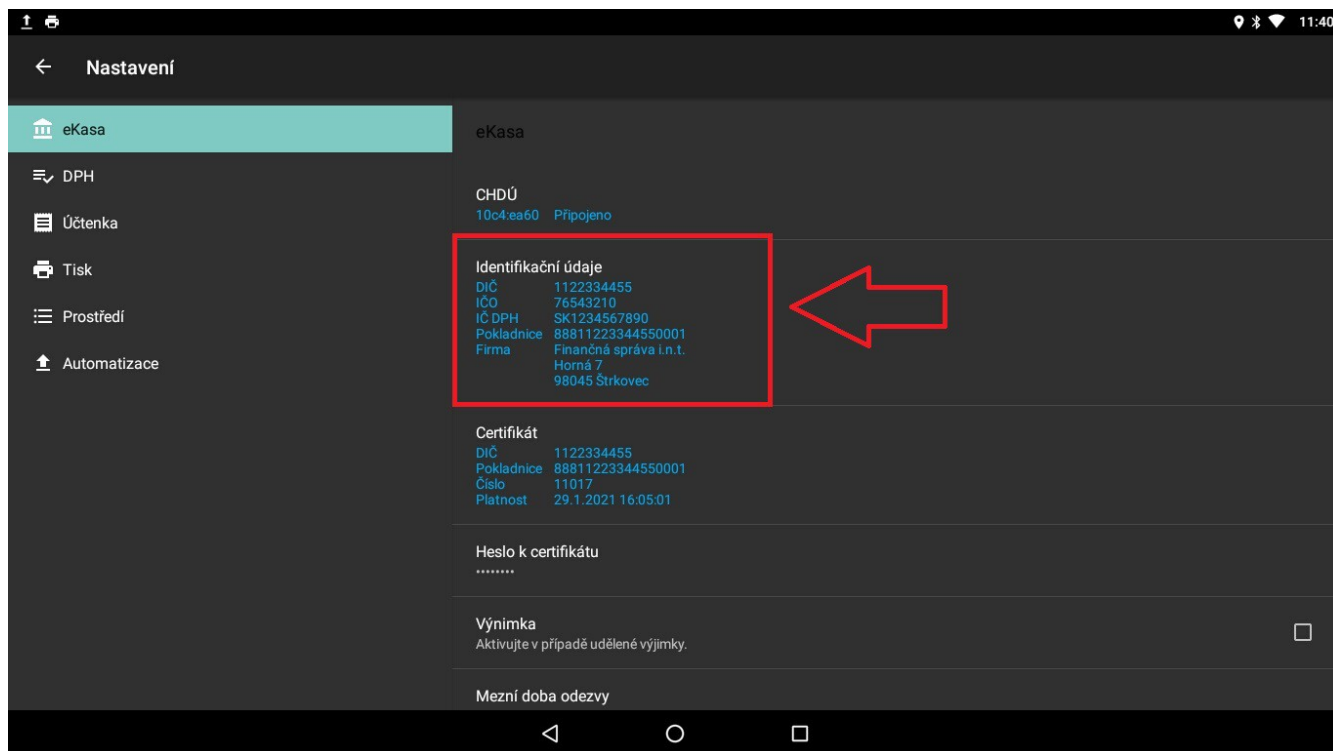 11:40
Nastavení
eKasa
DPH
Účtenka
Tisk
Prostředí
Automatizace
eKasa
CHDÚ
10c4:ea60 Připojeno
Identifikační údaje
DIČ 1122334455
IČO 76543210
IČ DPH SK1234567890
Pokladnice 88811223344550001
Firma Finančná správa i.n.t.
Horná 7
98045 Štrkovec
Certifikát
DIČ 1122334455
Pokladnice 88811223344550001
Číslo 11017
Platnost 29.1.2021 16:05:01
Heslo k certifikátu
••••••••
Výnimka
Aktivujte v případě udělené výjimky.
Mezní doba odezvy